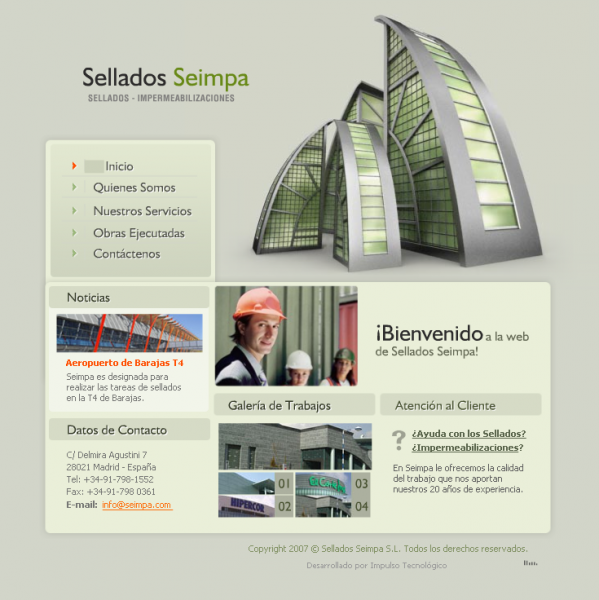 Sellados Seimpa
SELLADOS - IMPERMEABILIZACIONES
Inicio
Quienes Somos
Nuestros Servicios
Obras Ejecutadas
Contáctenos
Noticias
Aeropuerto de Barajas T4
Seimpa es designada para
realizar las tareas de sellados
en la T4 de Barajas.
Datos de Contacto
C/ Delmira Agustini 7
28021 Madrid - España
Tel: +34-91-798-1552
Fax: +34-91-798 0361
E-mail: info@seimpa.com
¡Bienvenido a la web
de Sellados Seimpa!
Galería de Trabajos
01
03
HIPERCOR
02
04
Atención al Cliente
?
¿Ayuda con los Sellados?
¿Impermeabilizaciones?
En Seimpa le ofrecemos la calidad
del trabajo que nos aportan
nuestros 20 años de experiencia.
Copyright 2007 © Sellados Seimpa S.L. Todos los derechos reservados.
Desarrollado por Impulso Tecnológico